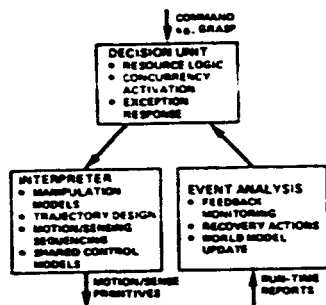 COMMAND
e.g. GRASP
DECISION UNIT
• RESOURCE LOGIC
• CONCURRENCY
ACTIVATION
• EXCEPTION
RESPONSE
INTERPRETER
• MANIPULATION
MODELS
• TRAJECTORY DESIGN
• MOTION/SENSING
SEQUENCING
• SHARED CONTROL
MODELS
EVENT ANALYSIS
• FEEDBACK
MONITORING
• RECOVERY ACTIONS
• WORLD MODEL
UPDATE
MOTION/SENSE
PRIMITIVES
RUN-TIME
REPORTS